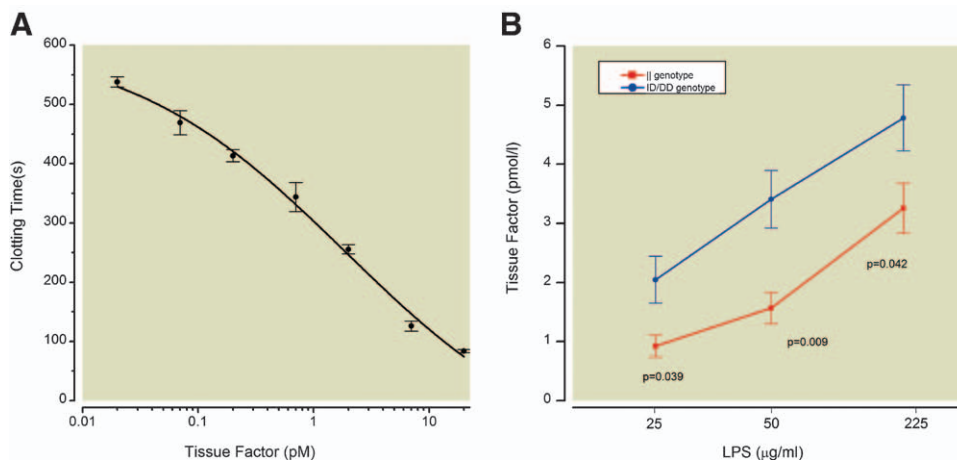 A
600
500
400
300
200
100
0
Clotting Time(s)
0.01
0.1
1
10
Tissue Factor (pM)
B
6
5
4
3
2
1
0
Tissue Factor (pmol/l)
|| genotype
ID/DD genotype
p=0.039
p=0.009
p=0.042
25
50
225
LPS (μg/ml)